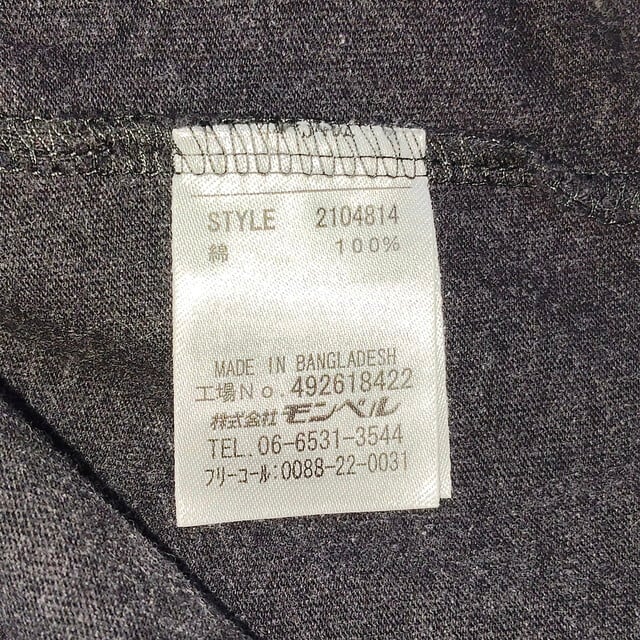 STYLE 2104814
綿 100%
MADE IN BANGLADESH
工場No. 492618422
株式会社 モンベル
TEL. 06-6531-3544
フリーコール:0088-22-0031